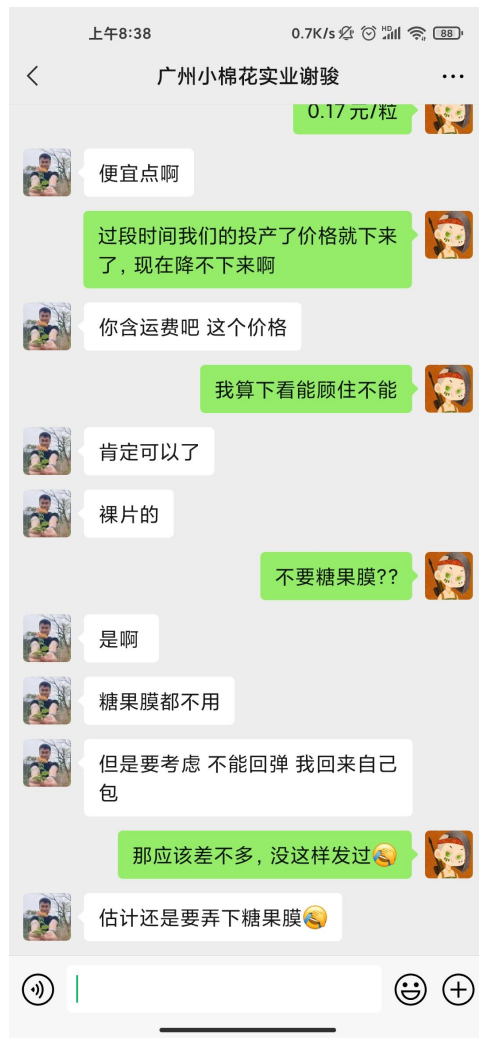 上午8:38
0.7K/s
HD
88
广州小棉花实业谢骏
0.17元/粒
便宜点啊
过段时间我们的投产了价格就下来
了，现在降不下来啊
你含运费吧 这个价格
我算下看能顾住不能
肯定可以了
裸片的
不要糖果膜??
是啊
糖果膜都不用
但是要考虑 不能回弹 我回来自己
包
那应该差不多，没这样发过🤣
估计还是要弄下糖果膜🤣